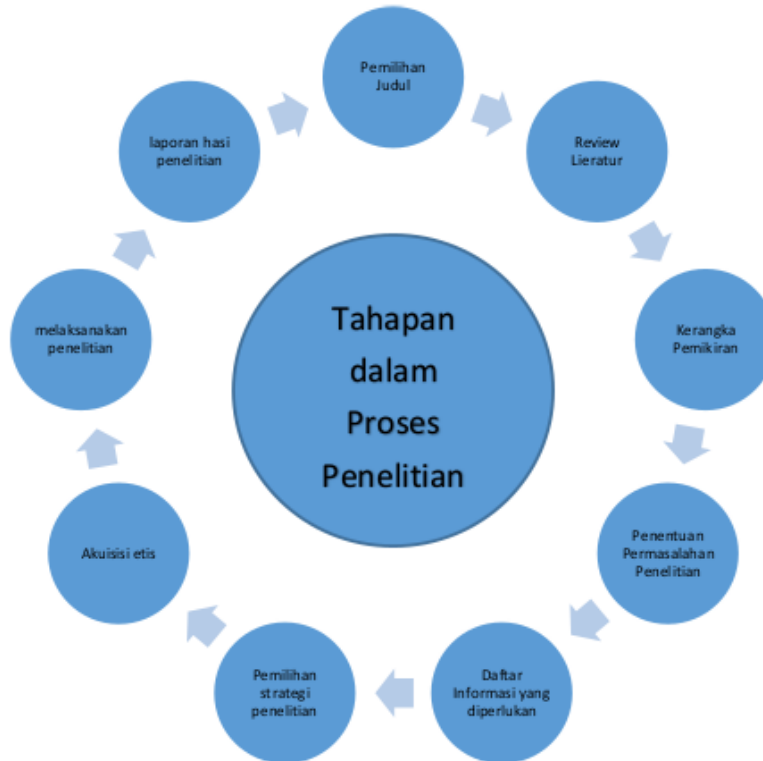 Pemilihan
Judul
Review
Lieratur
Kerangka
Pemikiran
Penentuan
Permasalahan
Penelitian
Daftar
Informasi yang
diperlukan
Pemilihan
strategi
penelitian
Akuisisi etis
melaksanakan
penelitian
laporan hasi
penelitian
Tahapan
dalam
Proses
Penelitian